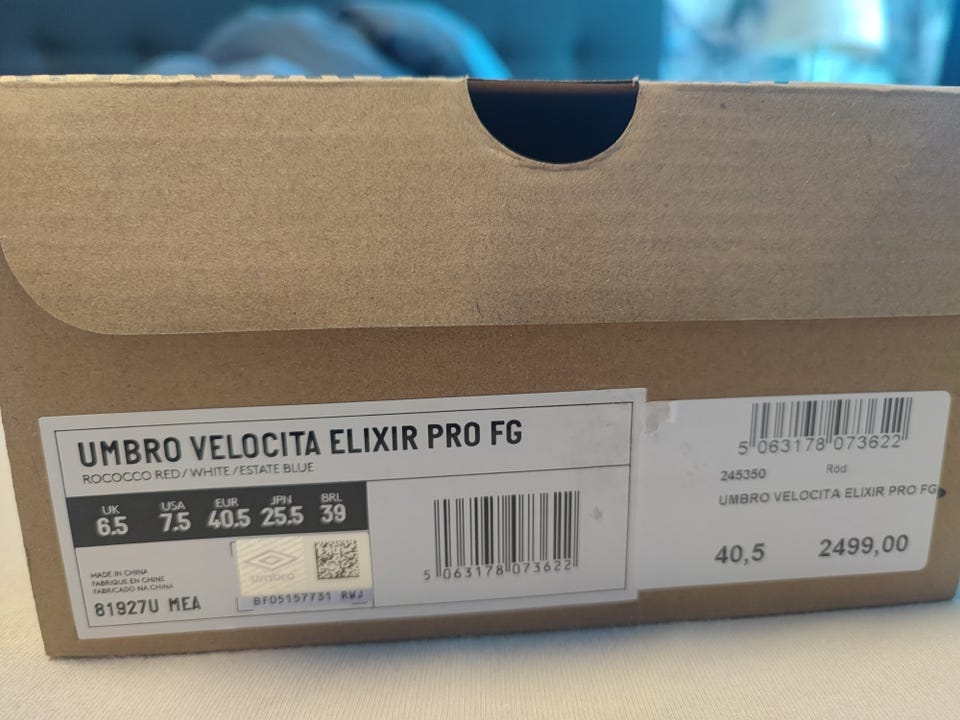 UMBRO VELOCITA ELIXIR PRO FG
ROCOCCO RED / WHITE / ESTATE BLUE
UK USA EUR JPN BRL
6.5 7.5 40.5 25.5 39
MADE IN CHINA
FABRIQUE EN CHINE
FABRICADO NA CHINA
81927U MEA
umbro
BF05157731 RWJ
5 063178 073622
5 063178 073622
245350 Röd
UMBRO VELOCITA ELIXIR PRO FG
40,5 2499,00